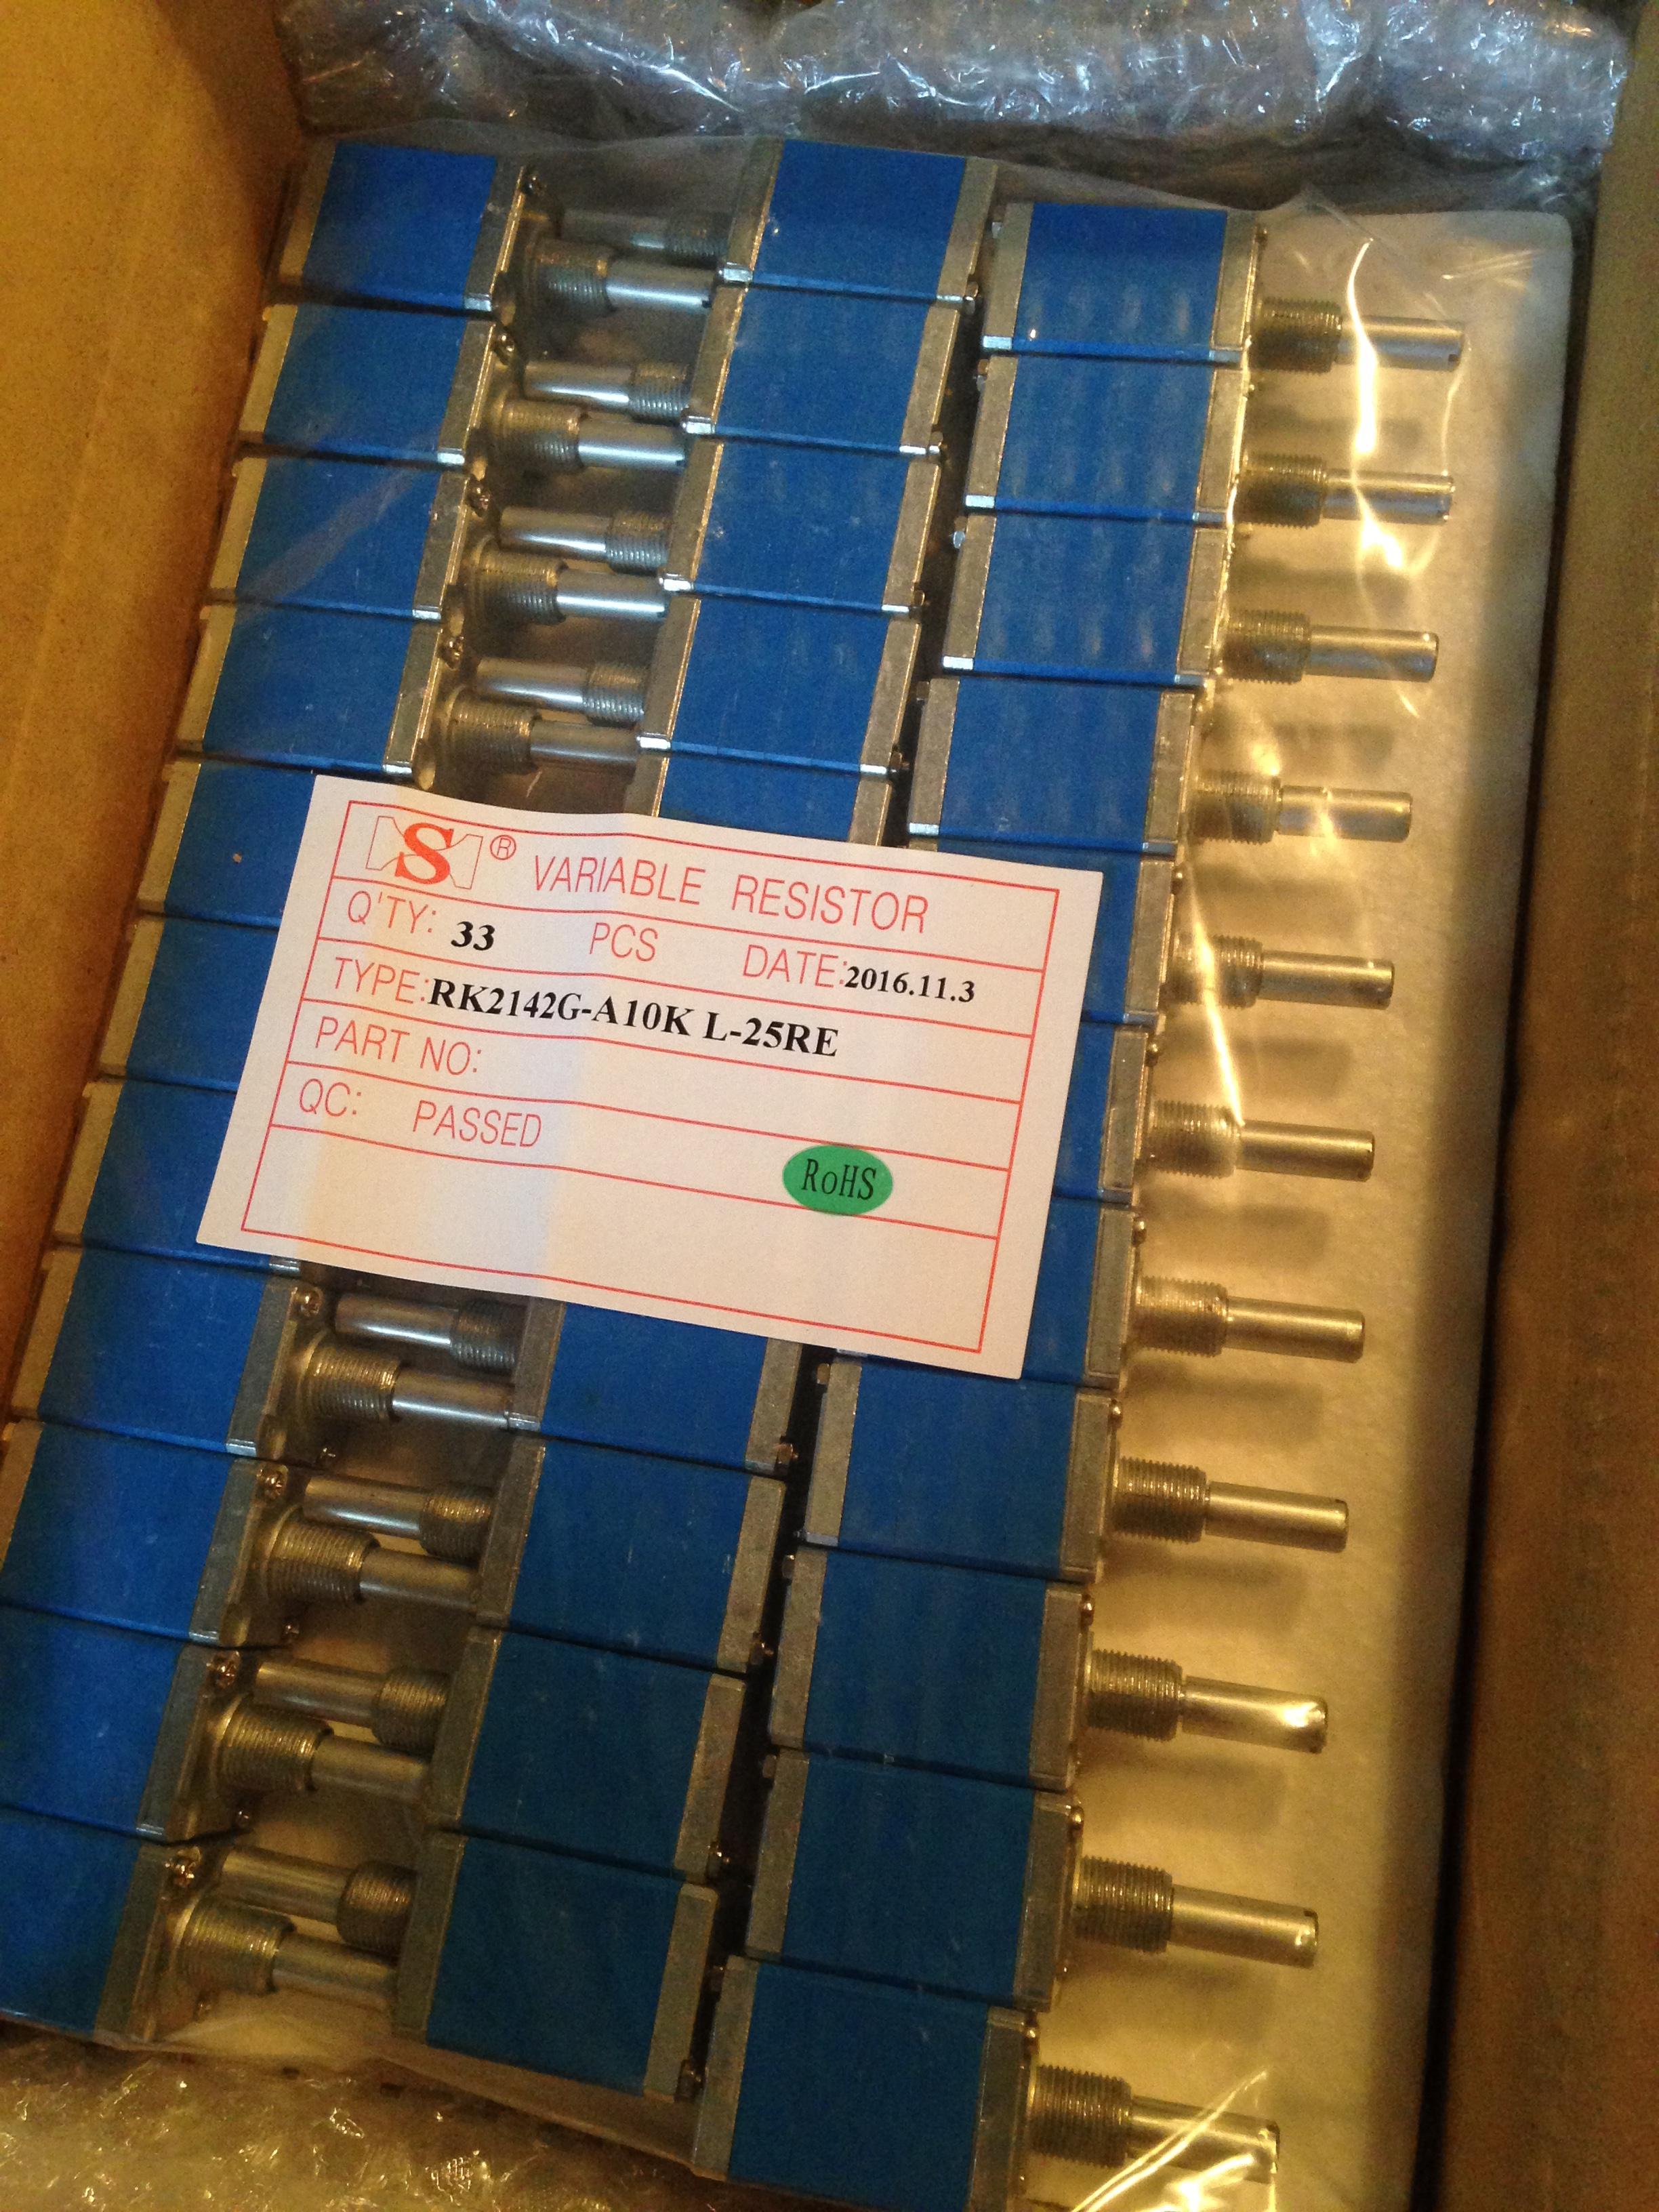 S® VARIABLE RESISTOR
Q'TY: 33 PCS DATE:2016.11.3
TYPE:RK2142G-A10K L-25RE
PART NO:
QC: PASSED
RoHS